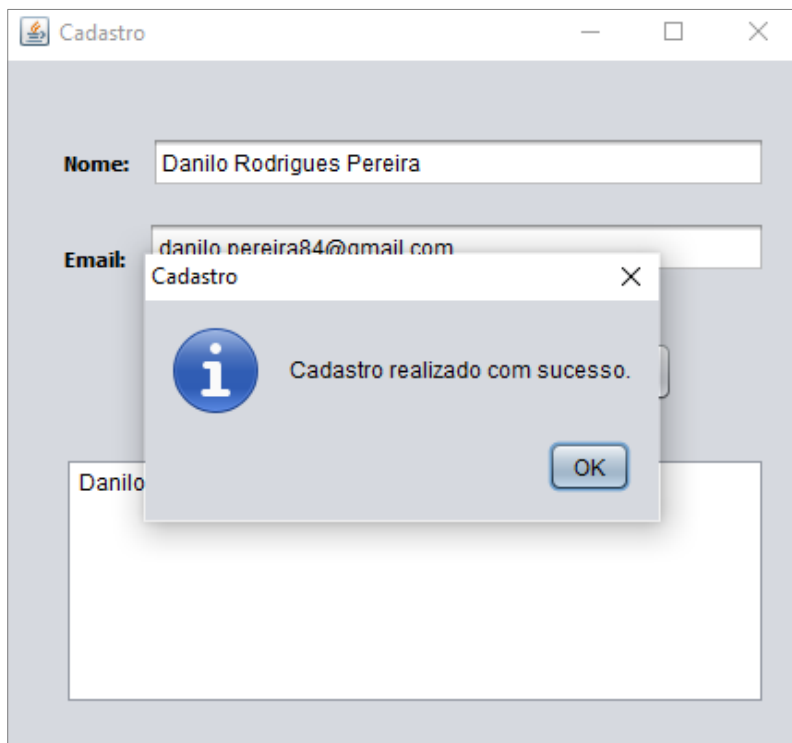 Cadastro
Nome: Danilo Rodrigues Pereira
Email: danilo.pereira84@gmail.com
Cadastro
Cadastro realizado com sucesso.
OK
Danilo